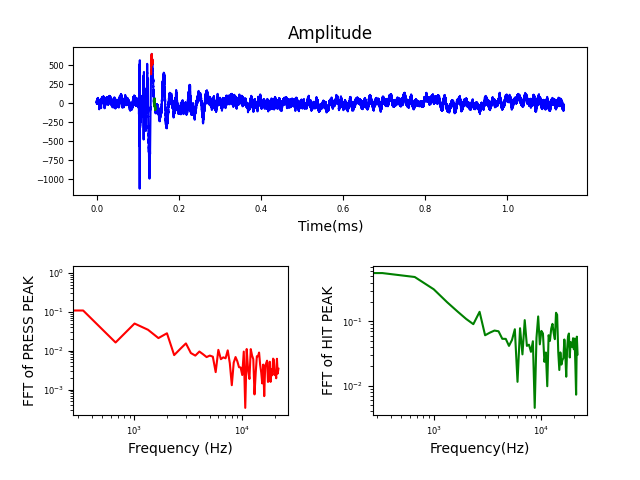 Amplitude
500
250
0
−250
−500
−750
−1000
0.0 0.2 0.4 0.6 0.8 1.0
Time(ms)
FFT of PRESS PEAK
10⁰
10⁻¹
10⁻²
10⁻³
10³ 10⁴
Frequency (Hz)
FFT of HIT PEAK
10⁻¹
10⁻²
10³ 10⁴
Frequency(Hz)